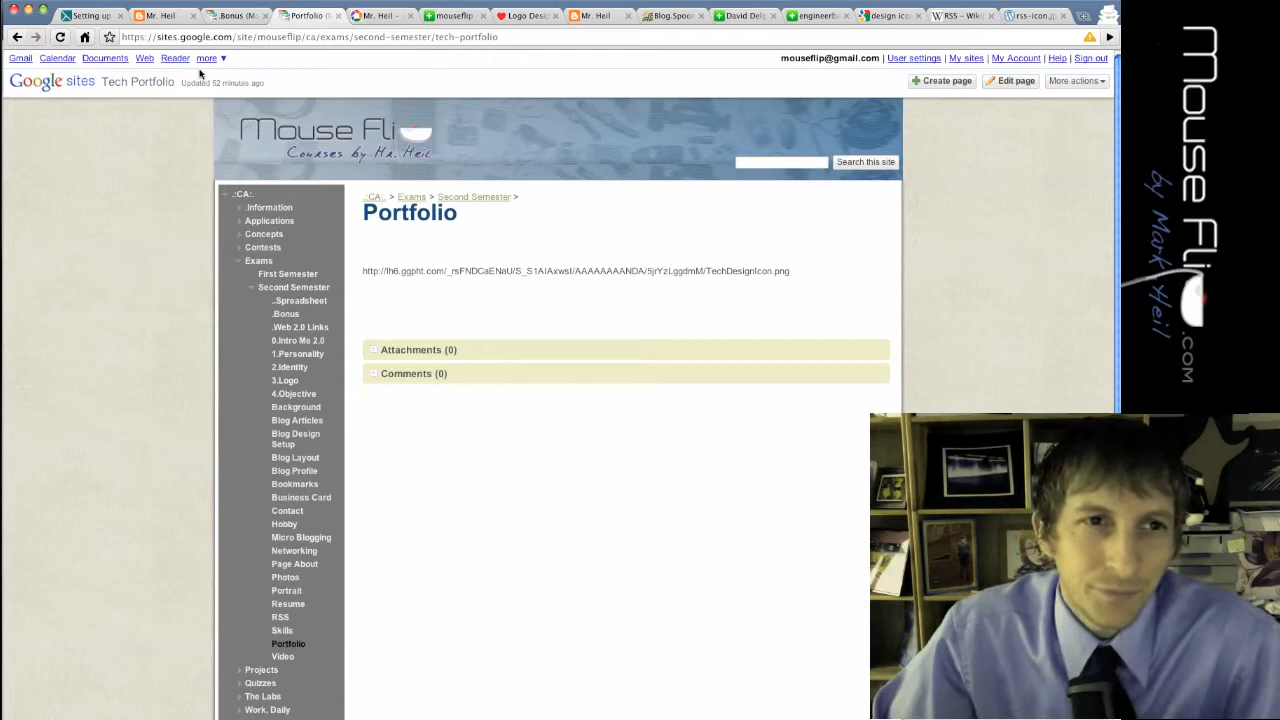 Setting up
Mr. Heil
.Bonus (Mo
Portfolio (M
Mr. Heil –
mouseflip
Logo Desi
Mr. Heil
Blog.Spoon
David Delg
engineerba
design ico
RSS – Wiki
rss-icon.jp
https://sites.google.com/site/mouseflip/ca/exams/second-semester/tech-portfolio
Gmail Calendar Documents Web Reader more ▼
mouseflip@gmail.com | User settings | My sites | My Account | Help | Sign out
Google sites Tech Portfolio Updated 52 minutes ago
Create page Edit page More actions
Mouse Fli
Courses by Mr. Heil
Search this site
.:CA:.
.Information
Applications
Concepts
Contests
Exams
First Semester
Second Semester
..Spreadsheet
.Bonus
.Web 2.0 Links
0.Intro Me 2.0
1.Personality
2.Identity
3.Logo
4.Objective
Background
Blog Articles
Blog Design
Setup
Blog Layout
Blog Profile
Bookmarks
Business Card
Contact
Hobby
Micro Blogging
Networking
Page About
Photos
Portrait
Resume
RSS
Skills
Portfolio
Video
Projects
Quizzes
The Labs
Work, Daily
.:CA:. > Exams > Second Semester >
Portfolio
http://lh6.ggpht.com/_rsFNDCaENaU/S_S1AIAxwsI/AAAAAAAANDA/5jrYzLggdmM/TechDesignIcon.png
Attachments (0)
Comments (0)
Mouse Fli
by Mark Heil
.com